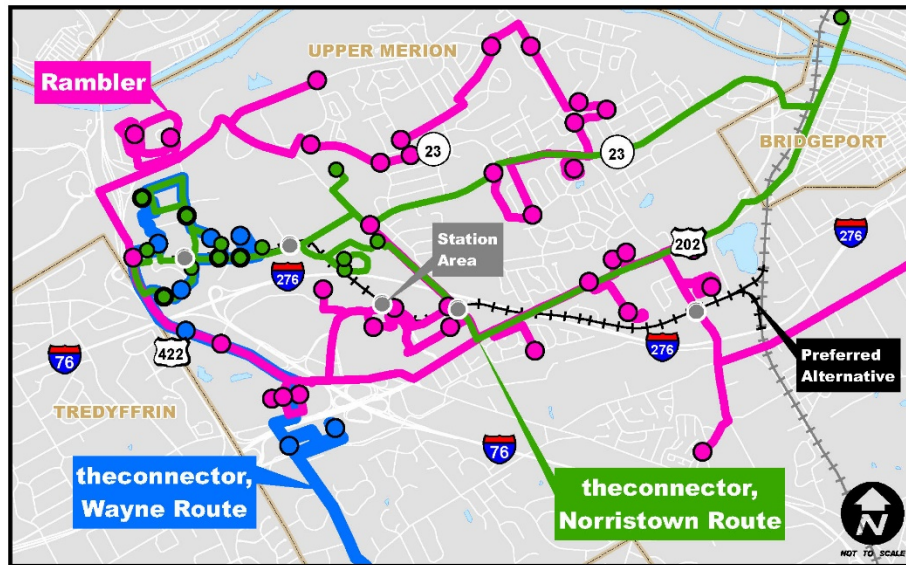 UPPER MERION
Rambler
23
23
BRIDGEPORT
Station
Area
202
276
276
422
76
276
Preferred
Alternative
TREDYFFRIN
76
theconnector,
Wayne Route
theconnector,
Norristown Route
N
NOT TO SCALE